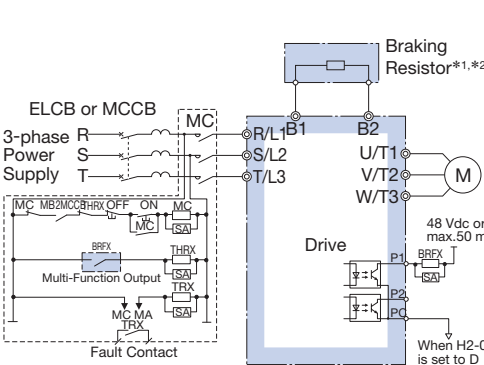 Braking
Resistor*1,*2
ELCB or MCCB
MC
3-phase R
Power S
Supply T
R/L1
S/L2
T/L3
B1
B2
U/T1
V/T2
W/T3
M
MC MB2MCCB THRX OFF ON MC
MC
SA
BRFX
THRX
Multi-Function Output
SA
TRX
SA
MC MA
TRX
Fault Contact
Drive
48 Vdc or
max.50 m
BRFX
SA
P1
P2
PC
When H2-0
is set to D